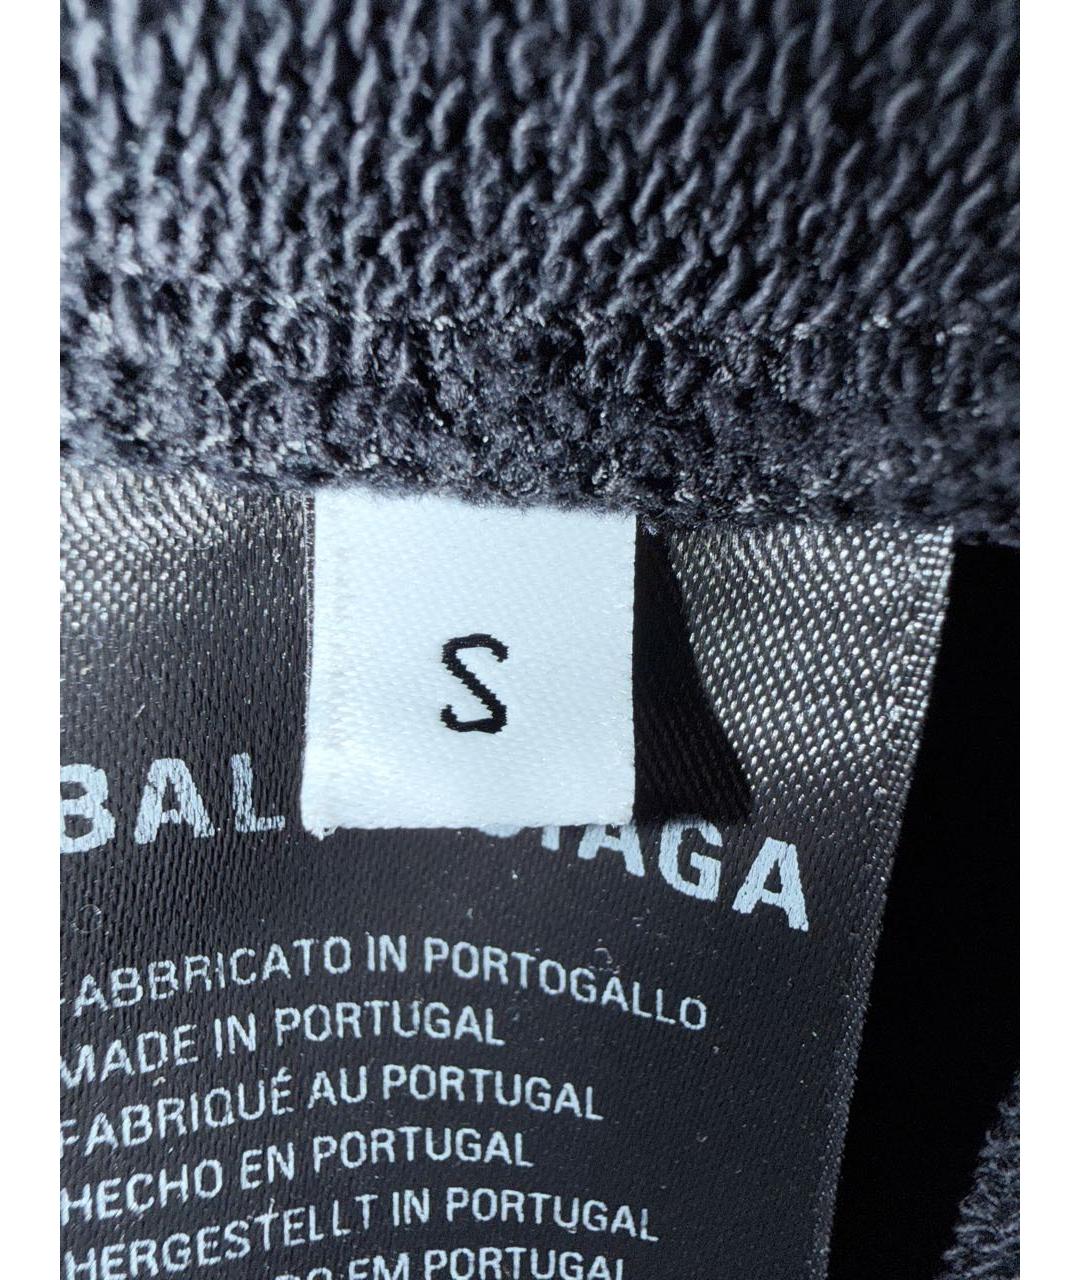 S
BAL IAGA
FABBRICATO IN PORTOGALLO
MADE IN PORTUGAL
FABRIQUÉ AU PORTUGAL
HECHO EN PORTUGAL
HERGESTELLT IN PORTUGAL
EM PORTUGAL